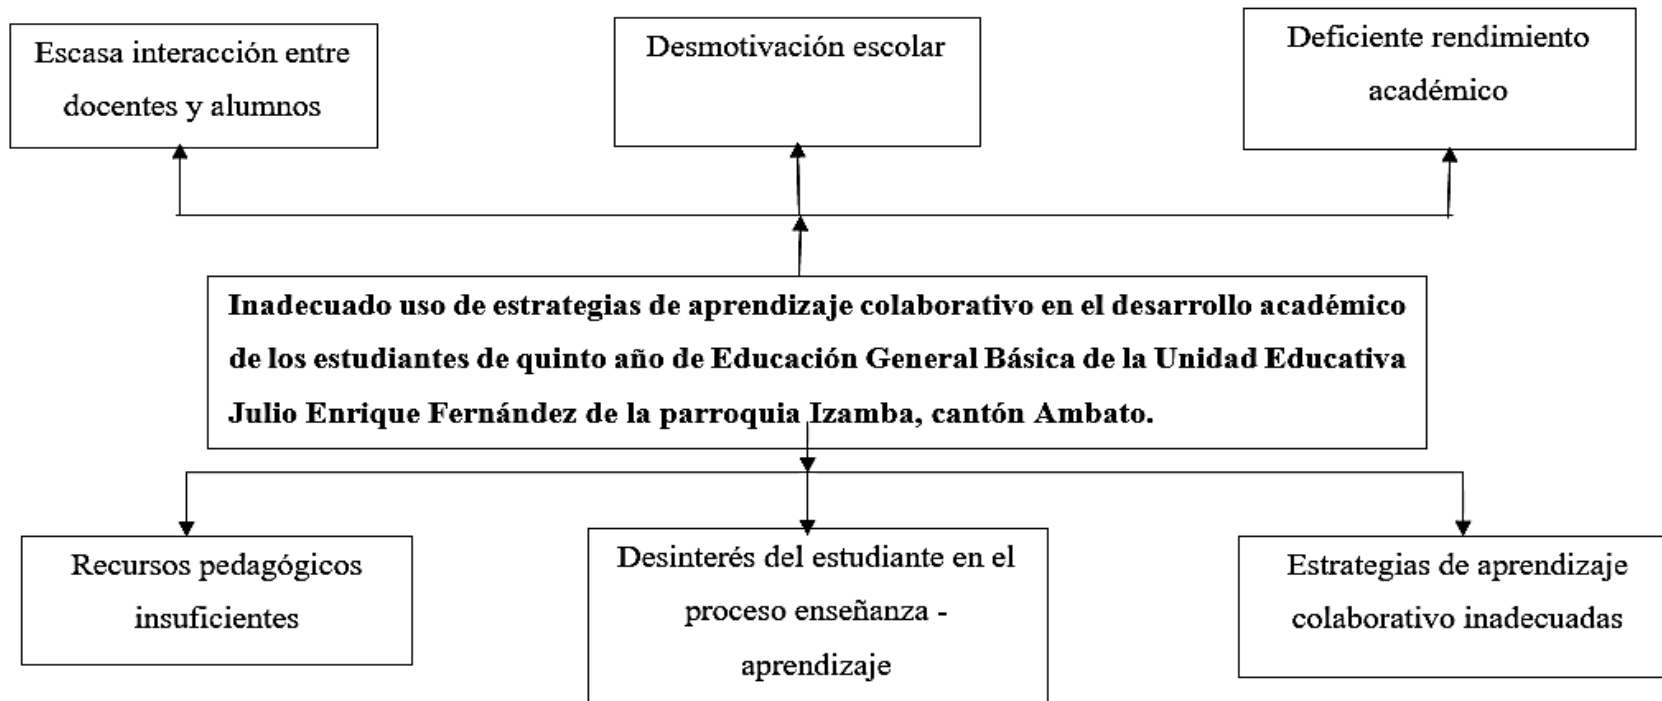 Escasa interacción entre
docentes y alumnos
Desmotivación escolar
Deficiente rendimiento
académico
Inadecuado uso de estrategias de aprendizaje colaborativo en el desarrollo académico
de los estudiantes de quinto año de Educación General Básica de la Unidad Educativa
Julio Enrique Fernández de la parroquia Izamba, cantón Ambato.
Recursos pedagógicos
insuficientes
Desinterés del estudiante en el
proceso enseñanza -
aprendizaje
Estrategias de aprendizaje
colaborativo inadecuadas